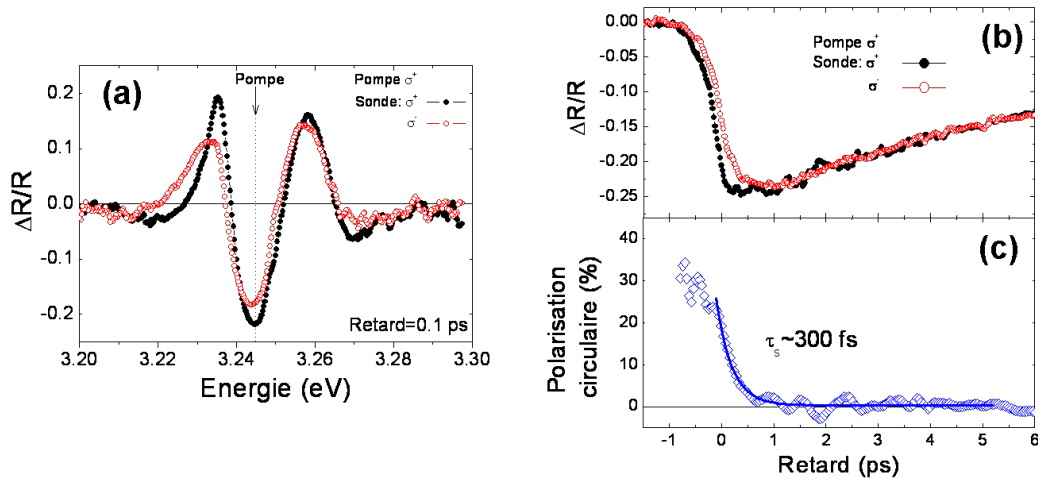 (a)
Pompe
Pompe σ⁺
Sonde: σ⁺
σ⁻
ΔR/R
0.2
0.1
0.0
-0.1
-0.2
Retard=0.1 ps
3.20
3.22
3.24
3.26
3.28
3.30
Energie (eV)
(b)
Pompe σ⁺
Sonde: σ⁺
σ⁻
ΔR/R
0.00
-0.05
-0.10
-0.15
-0.20
-0.25
(c)
Polarisation
circulaire (%)
40
30
20
10
0
τs~300 fs
-1
0
1
2
3
4
5
6
Retard (ps)